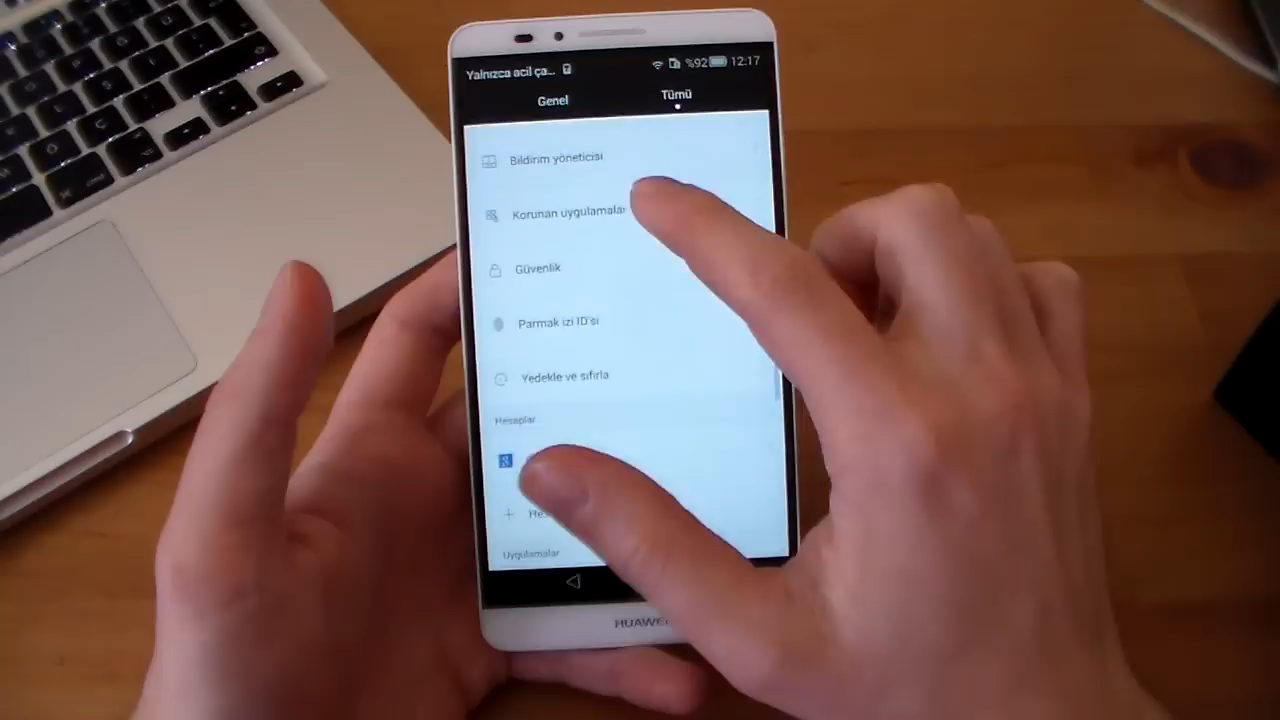 Yalnızca acil ça... %92 12:17
Genel Tümü
Bildirim yöneticisi
Korunan uygulamalar
Güvenlik
Parmak izi ID'si
Yedekle ve sıfırla
Hesaplar
Uygulamalar
HUAWEI